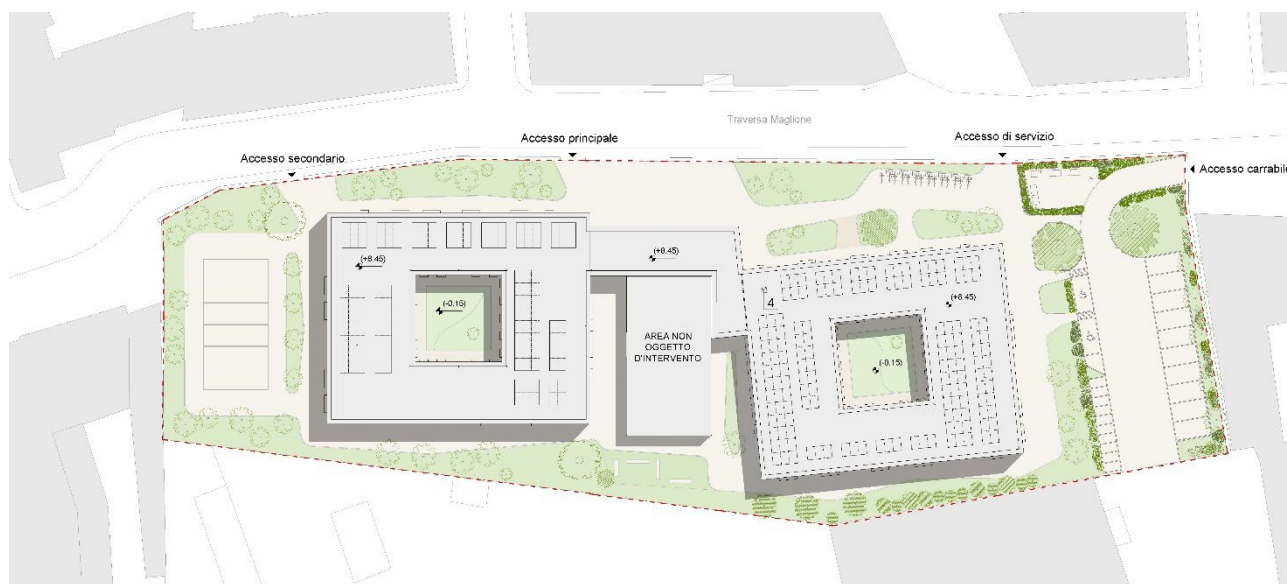 Traversa Maglione
Accesso principale
Accesso di servizio
Accesso secondario
Accesso carrabile
(+8.45)
(+8.45)
(-0.15)
AREA NON
OGGETTO
D'INTERVENTO
4
(+8.45)
(-0.15)